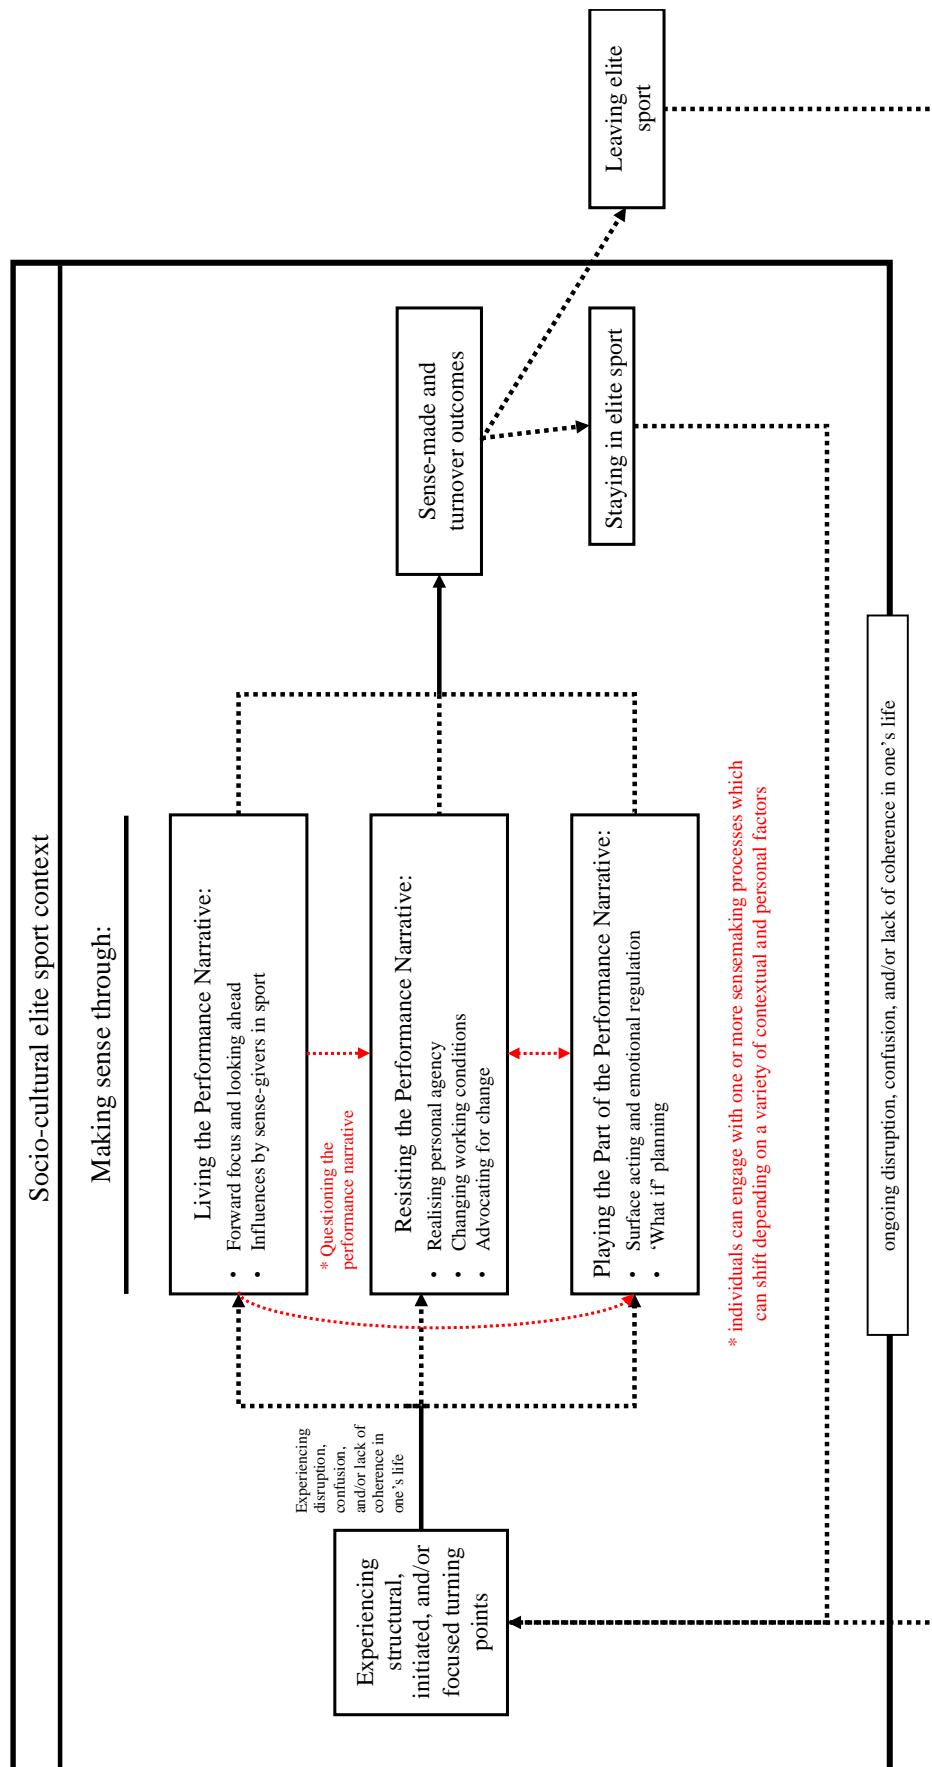 Socio-cultural elite sport context
Making sense through:
Experiencing
structural,
initiated, and/or
focused turning
points
Experiencing
disruption,
confusion,
and/or lack of
coherence in
one’s life
Living the Performance Narrative:
• Forward focus and looking ahead
• Influences by sense-givers in sport
* Questioning the
performance narrative
Resisting the Performance Narrative:
• Realising personal agency
• Changing working conditions
• Advocating for change
Playing the Part of the Performance Narrative:
• Surface acting and emotional regulation
• ‘What if’ planning
* individuals can engage with one or more sensemaking processes which
can shift depending on a variety of contextual and personal factors
Sense-made and
turnover outcomes
Staying in elite sport
Leaving elite
sport
ongoing disruption, confusion, and/or lack of coherence in one’s life